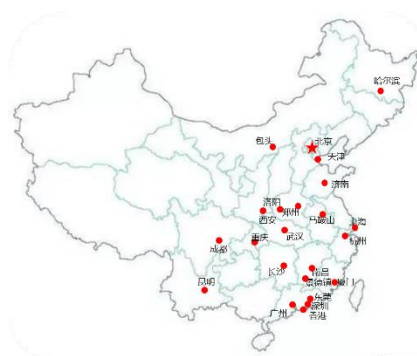 哈尔滨
包头
北京
天津
济南
洛阳
郑州
西安
马鞍山
上海
杭州
武汉
重庆
成都
长沙
南昌
景德镇
厦门
昆明
东莞
广州
深圳
香港